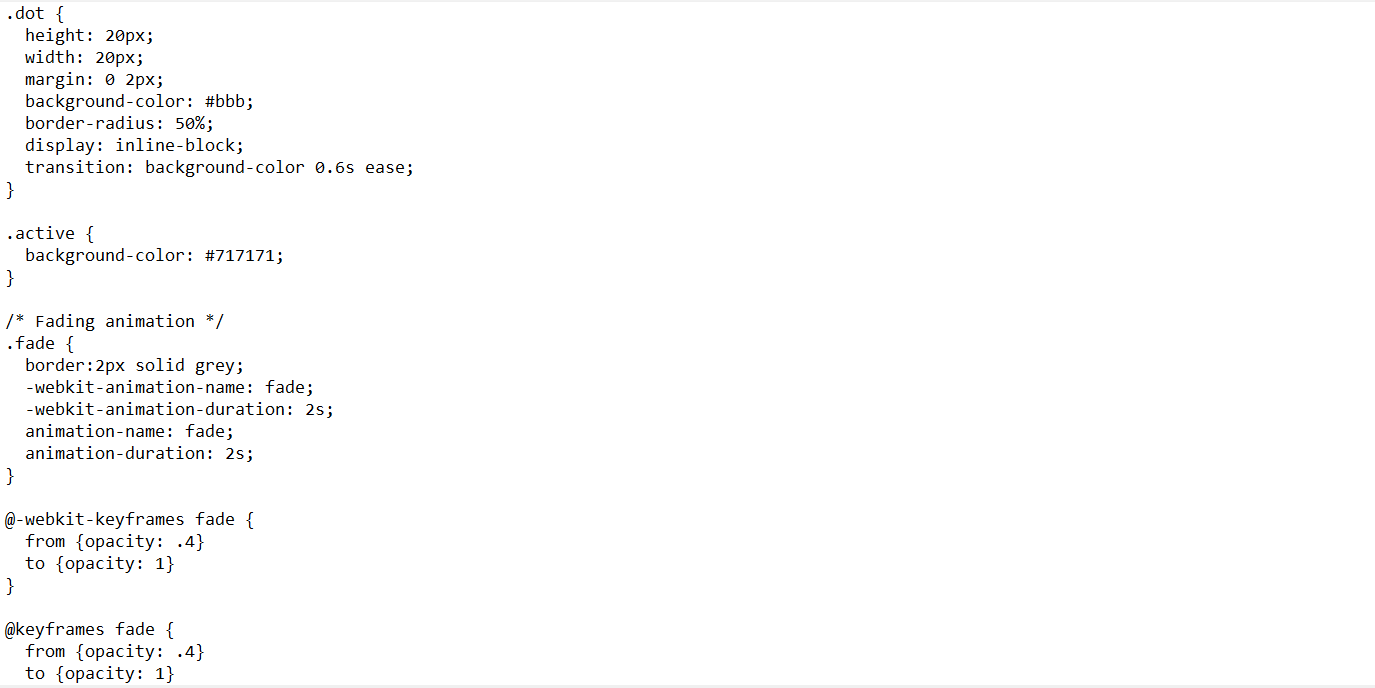 .dot {
  height: 20px;
  width: 20px;
  margin: 0 2px;
  background-color: #bbb;
  border-radius: 50%;
  display: inline-block;
  transition: background-color 0.6s ease;
}

.active {
  background-color: #717171;
}

/* Fading animation */
.fade {
  border:2px solid grey;
  -webkit-animation-name: fade;
  -webkit-animation-duration: 2s;
  animation-name: fade;
  animation-duration: 2s;
}

@-webkit-keyframes fade {
  from {opacity: .4}
  to {opacity: 1}
}

@keyframes fade {
  from {opacity: .4}
  to {opacity: 1}